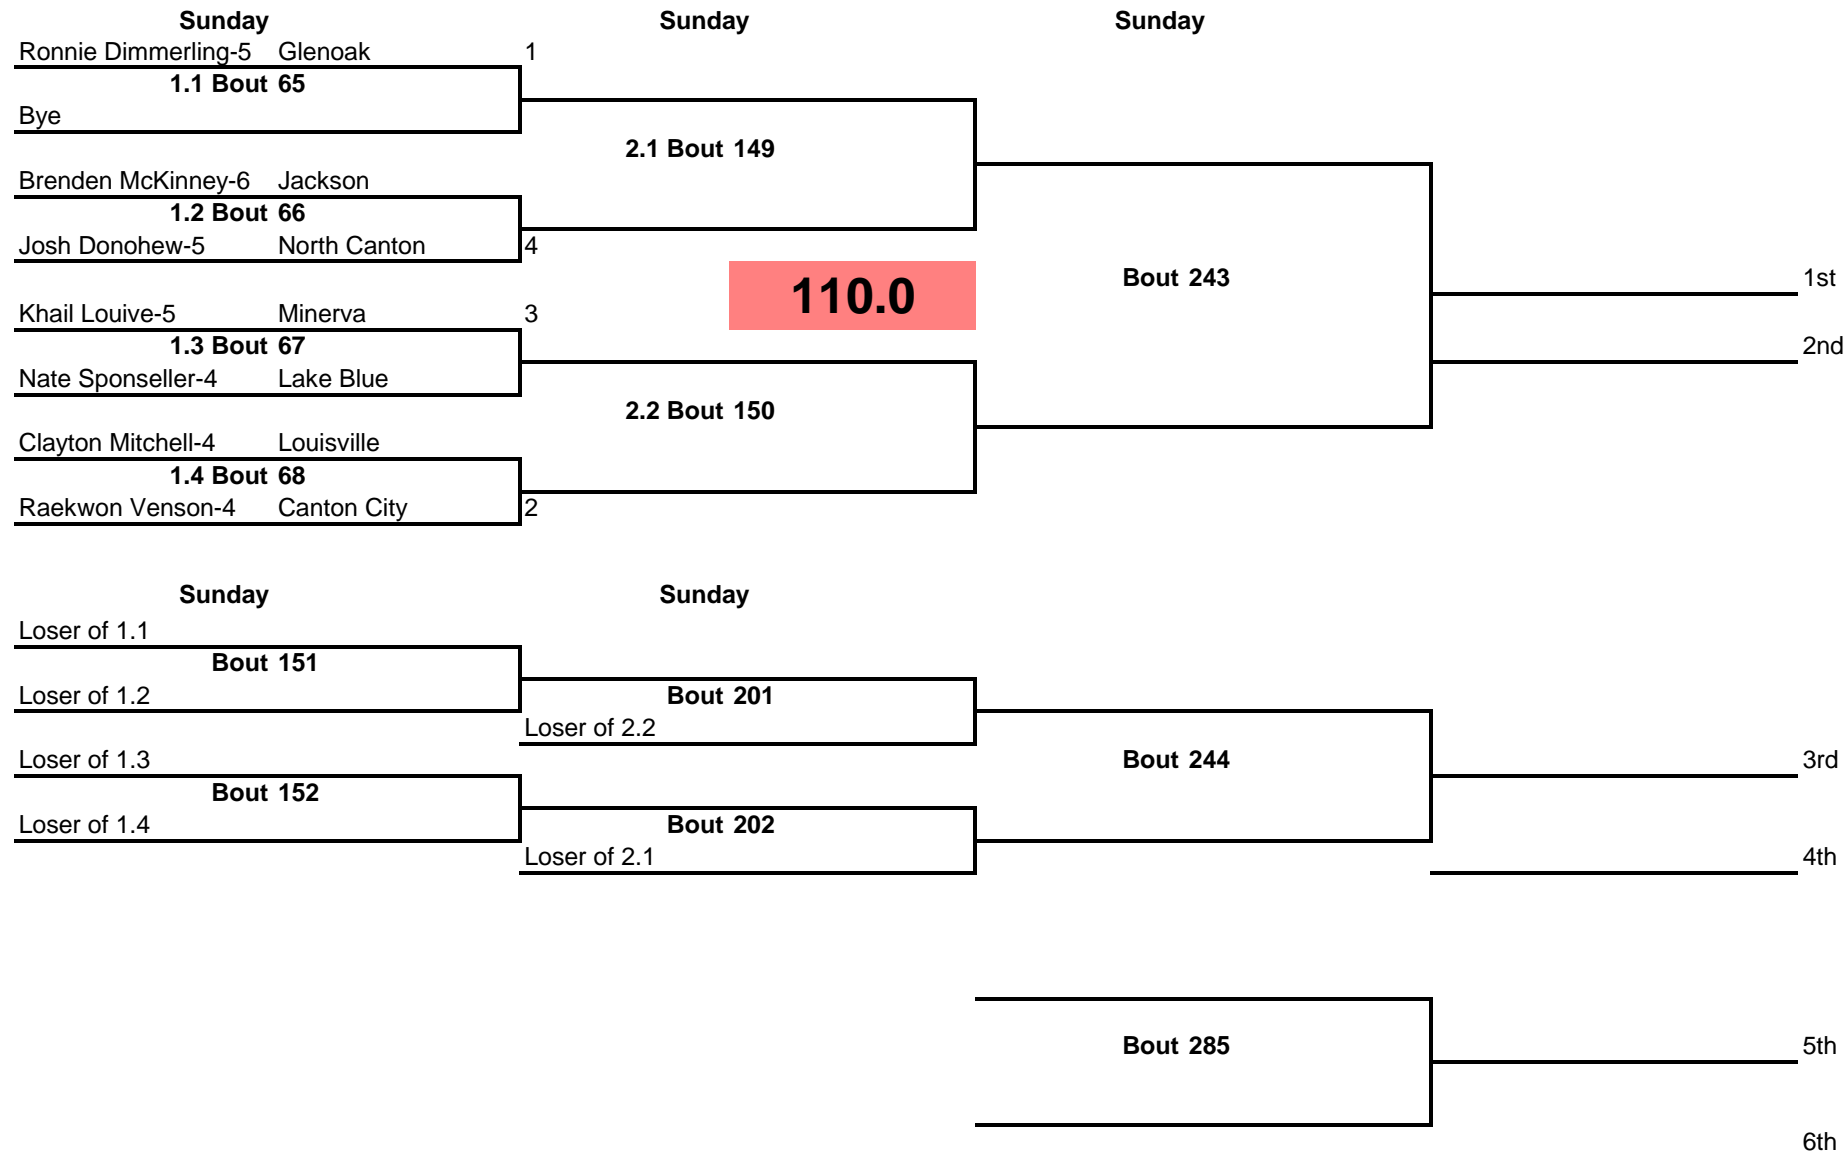 Sunday Sunday Sunday
Ronnie Dimmerling-5 Glenoak 1
1.1 Bout 65
Bye
2.1 Bout 149
Brenden McKinney-6 Jackson
1.2 Bout 66
Josh Donohew-5 North Canton 4
110.0 Bout 243 1st
Khail Louive-5 Minerva 3
1.3 Bout 67 2nd
Nate Sponseller-4 Lake Blue
2.2 Bout 150
Clayton Mitchell-4 Louisville
1.4 Bout 68
Raekwon Venson-4 Canton City 2
Sunday Sunday
Loser of 1.1
Bout 151
Loser of 1.2 Bout 201
Loser of 2.2
Loser of 1.3 Bout 244 3rd
Bout 152
Loser of 1.4 Bout 202
Loser of 2.1 4th
Bout 285 5th
6th